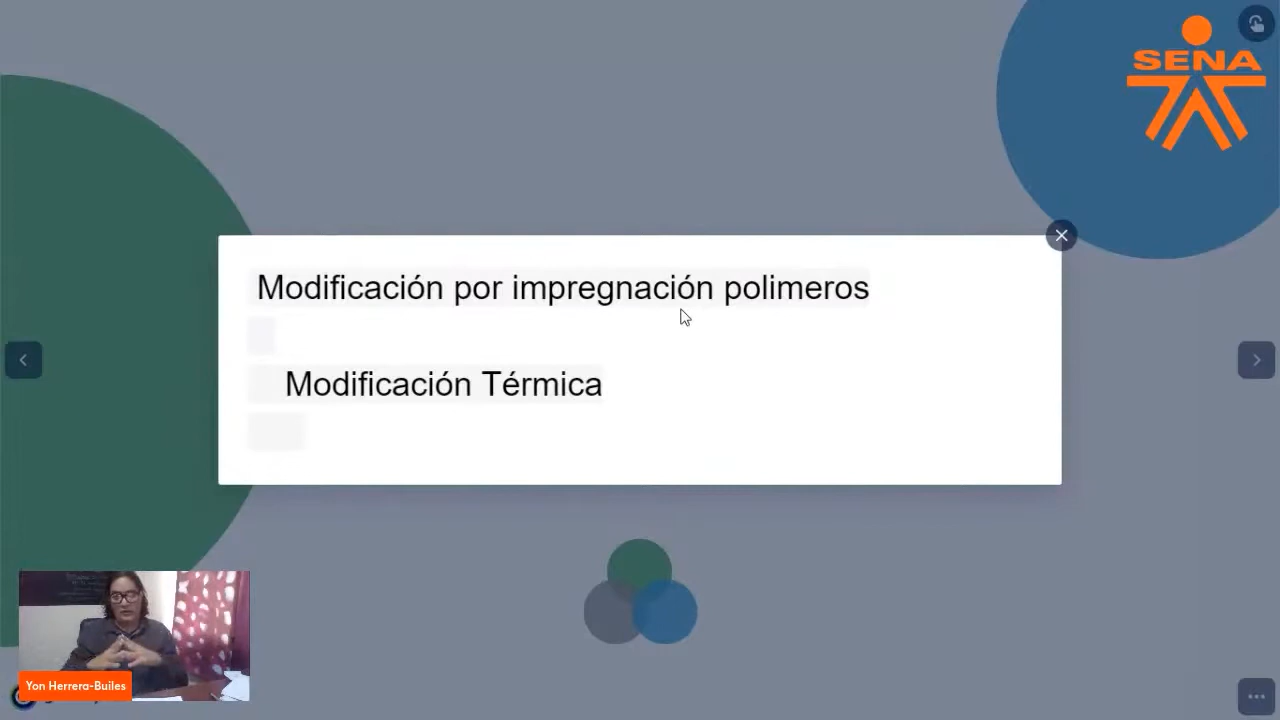 SENA
Modificación por impregnación polimeros
Modificación Térmica
Yon Herrera-Builes